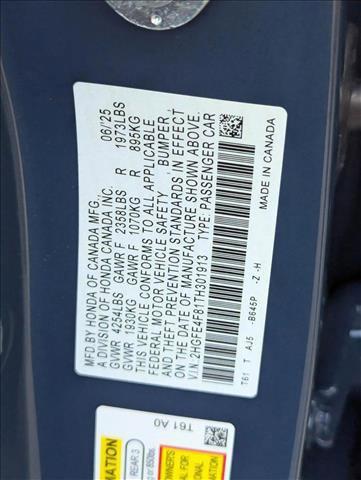 MFD. BY HONDA OF CANADA MFG. 06/25
A DIVISION OF HONDA CANADA INC.
GVWR 4254LBS GAWR F 2358LBS R 1973LBS
GVWR 1930KG GAWR F 1070KG R 895KG
THIS VEHICLE CONFORMS TO ALL APPLICABLE
FEDERAL MOTOR VEHICLE SAFETY, BUMPER, AND
THEFT PREVENTION STANDARDS IN EFFECT
ON THE DATE OF MANUFACTURE SHOWN ABOVE.
V.I.N.:2HGFE4F81TH301913 TYPE: PASSENGER CAR
MADE IN CANADA
T61 T AJ5 -B645P -Z -H
T61A0
REAR 3